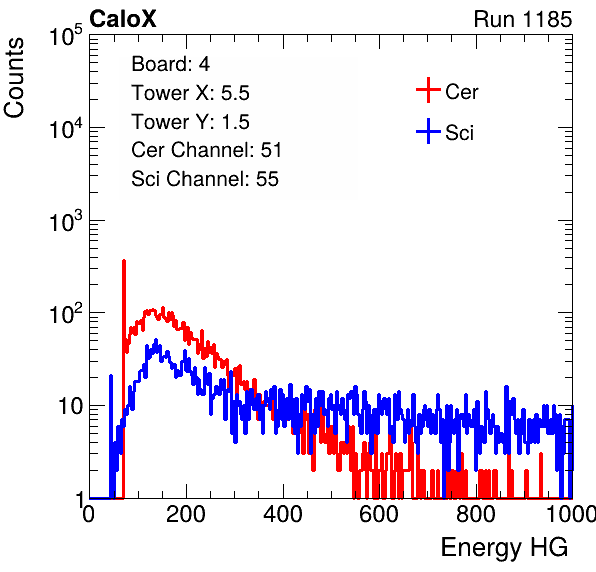 CaloX Run 1185
Counts
10^5
10^4
10^3
10^2
10
1
Board: 4
Tower X: 5.5
Tower Y: 1.5
Cer Channel: 51
Sci Channel: 55
Cer
Sci
0 200 400 600 800 1000
Energy HG